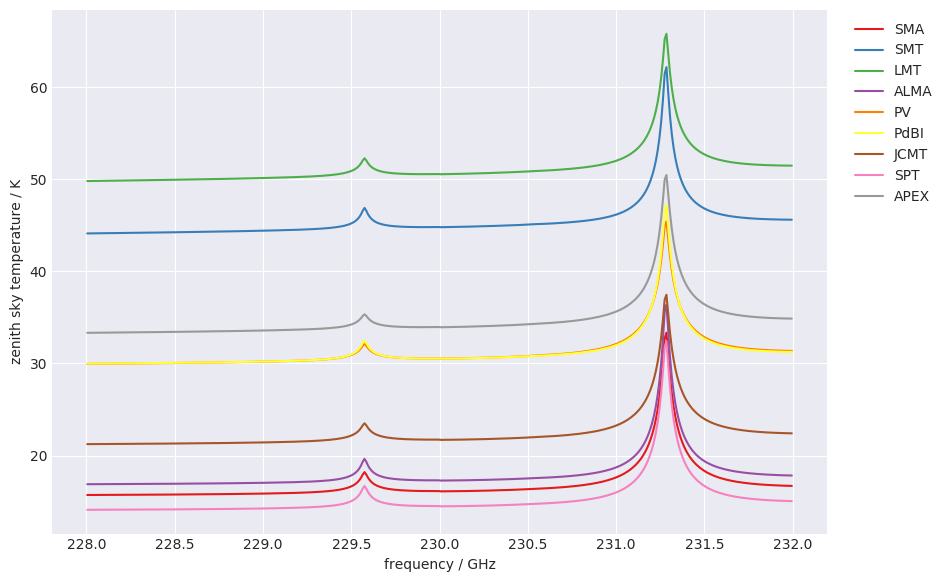 SMA
SMT
LMT
ALMA
PV
PdBI
JCMT
SPT
APEX
zenith sky temperature / K
60
50
40
30
20
228.0 228.5 229.0 229.5 230.0 230.5 231.0 231.5 232.0
frequency / GHz